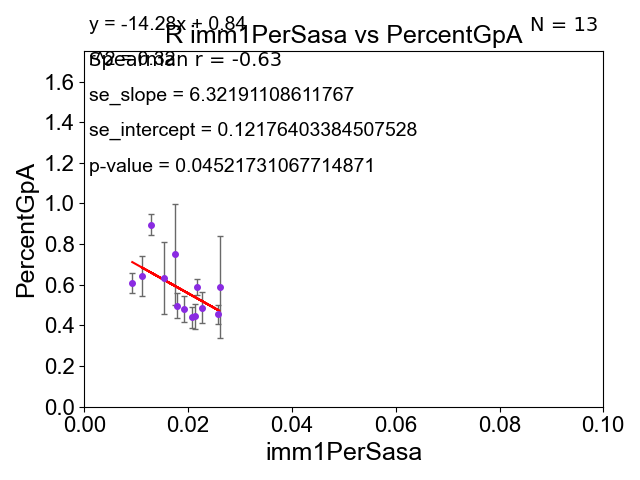 y = -14.28x + 0.84
N = 13
R imm1PerSasa vs PercentGpA
Spearman r = -0.63
se_slope = 6.32191108611767
se_intercept = 0.12176403384507528
p-value = 0.04521731067714871
PercentGpA
1.6
1.4
1.2
1.0
0.8
0.6
0.4
0.2
0.0
0.00 0.02 0.04 0.06 0.08 0.10
imm1PerSasa